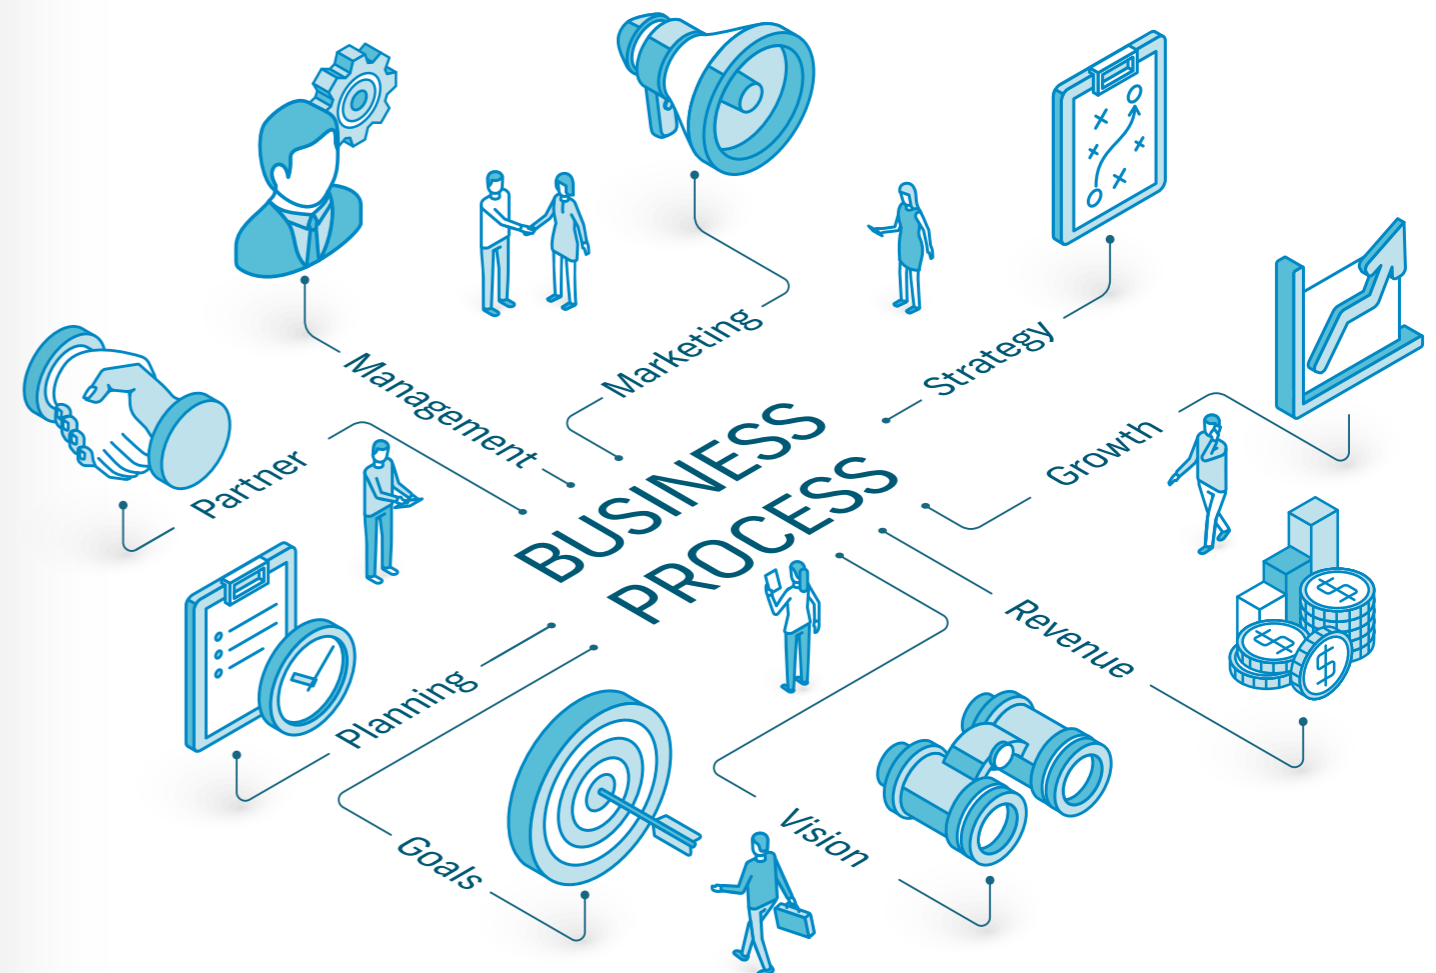 Marketing
Strategy
Management
Growth
Partner
BUSINESS
PROCESS
Revenue
Planning
Goals
Vision